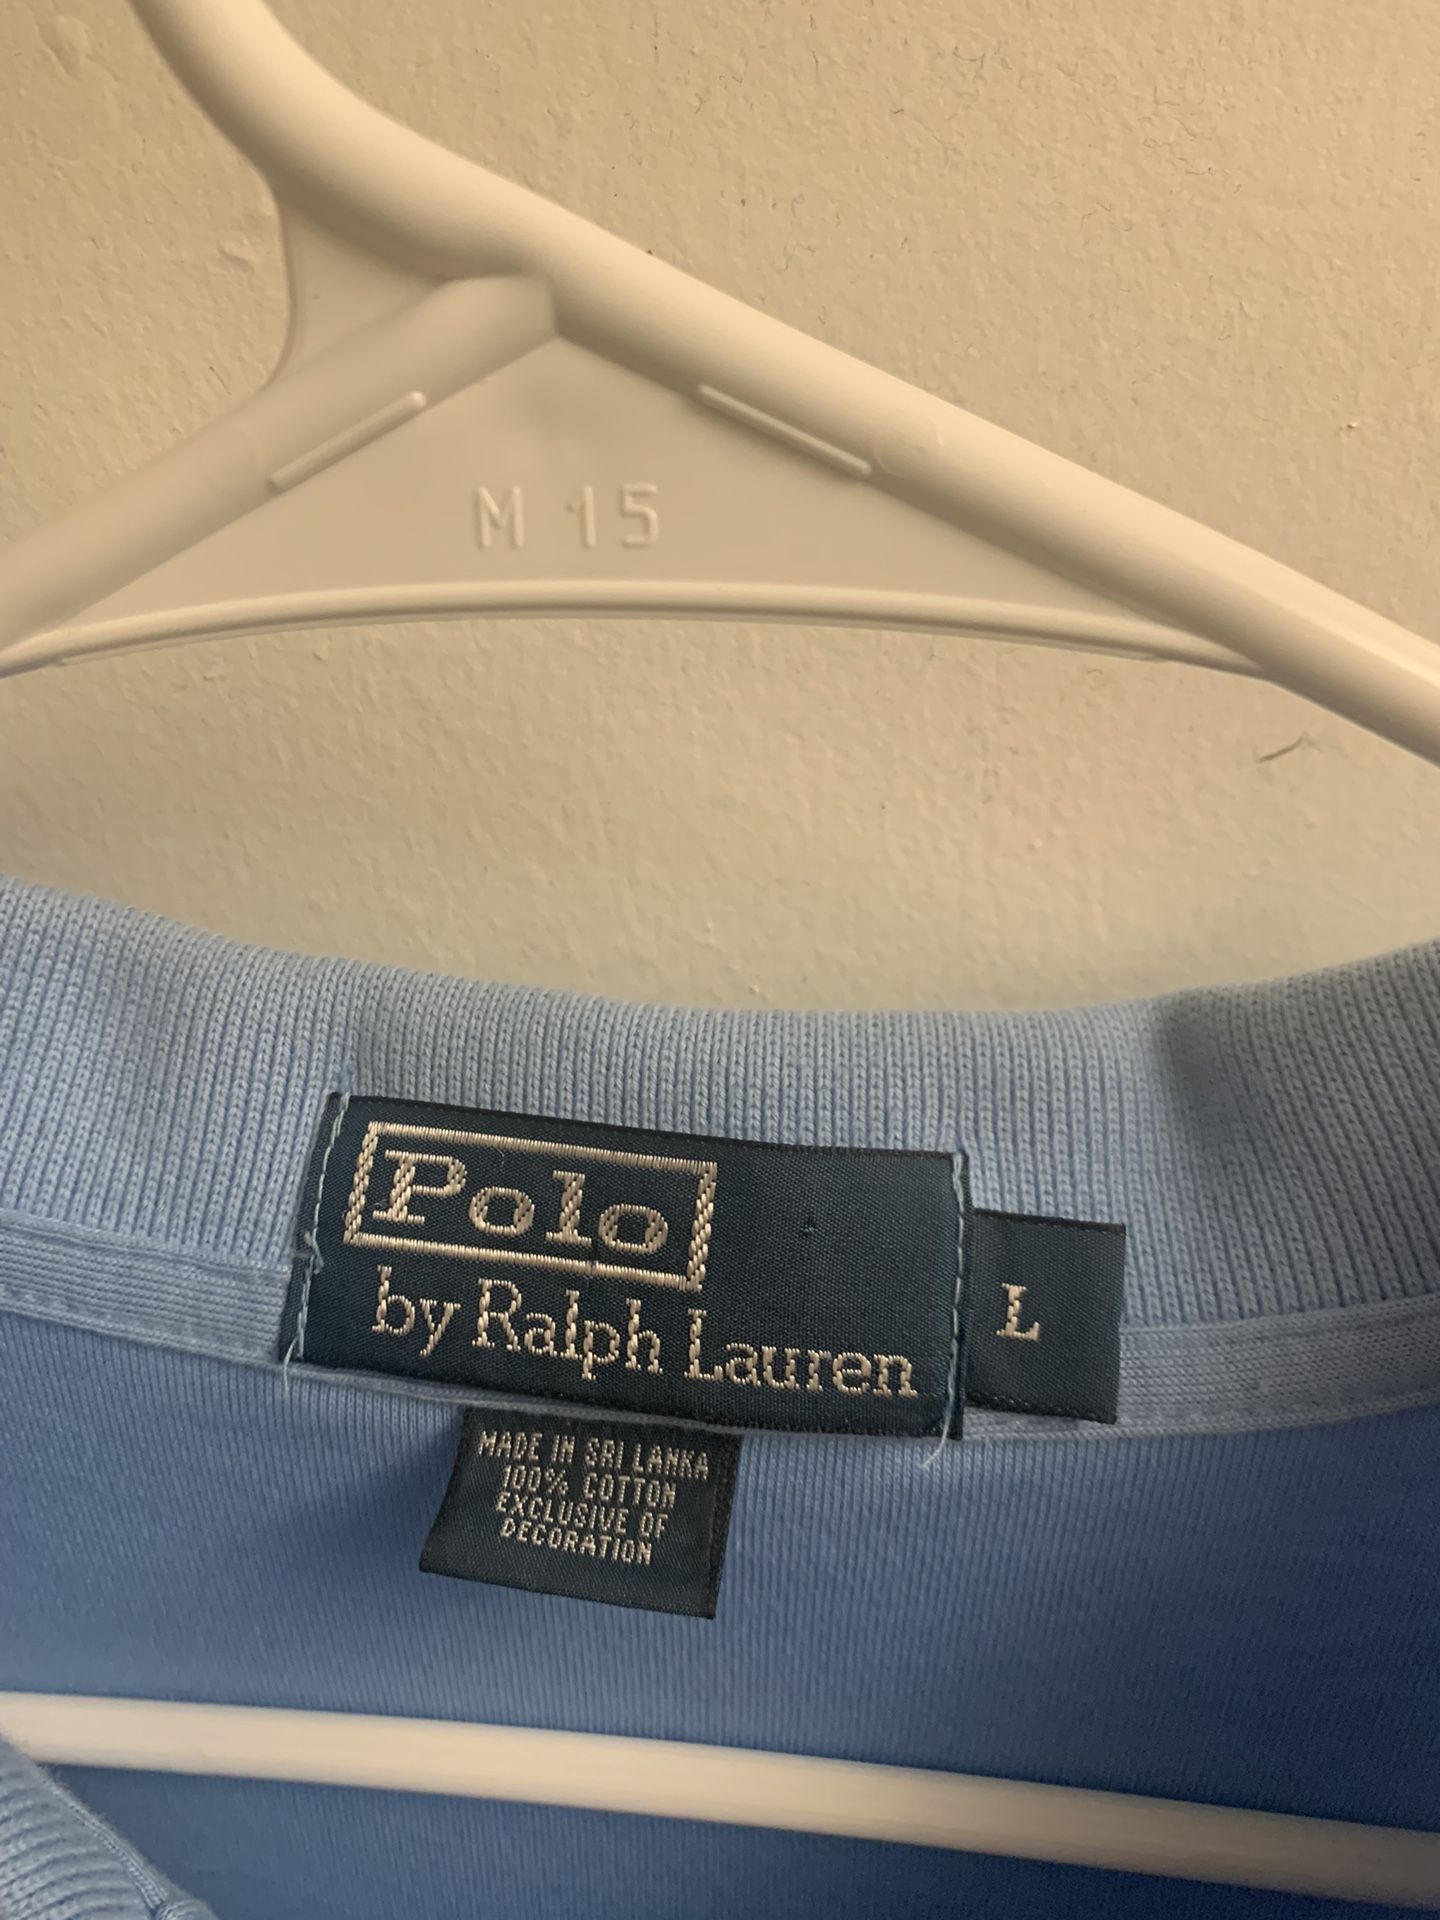 M 15
Polo
by Ralph Lauren
L
MADE IN SRI LANKA
100% COTTON
EXCLUSIVE OF
DECORATION